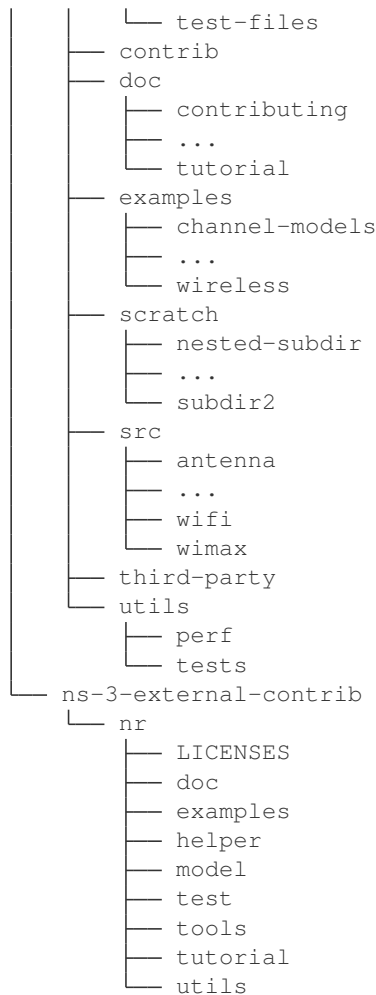 │   │   │   └── test-files
│   │   ├── contrib
│   │   ├── doc
│   │   │   ├── contributing
│   │   │   ├── ...
│   │   │   └── tutorial
│   │   ├── examples
│   │   │   ├── channel-models
│   │   │   ├── ...
│   │   │   └── wireless
│   │   ├── scratch
│   │   │   ├── nested-subdir
│   │   │   ├── ...
│   │   │   └── subdir2
│   │   ├── src
│   │   │   ├── antenna
│   │   │   ├── ...
│   │   │   ├── wifi
│   │   │   └── wimax
│   │   ├── third-party
│   │   └── utils
│   │       ├── perf
│   │       └── tests
└── ns-3-external-contrib
    └── nr
        ├── LICENSES
        ├── doc
        ├── examples
        ├── helper
        ├── model
        ├── test
        ├── tools
        ├── tutorial
        └── utils